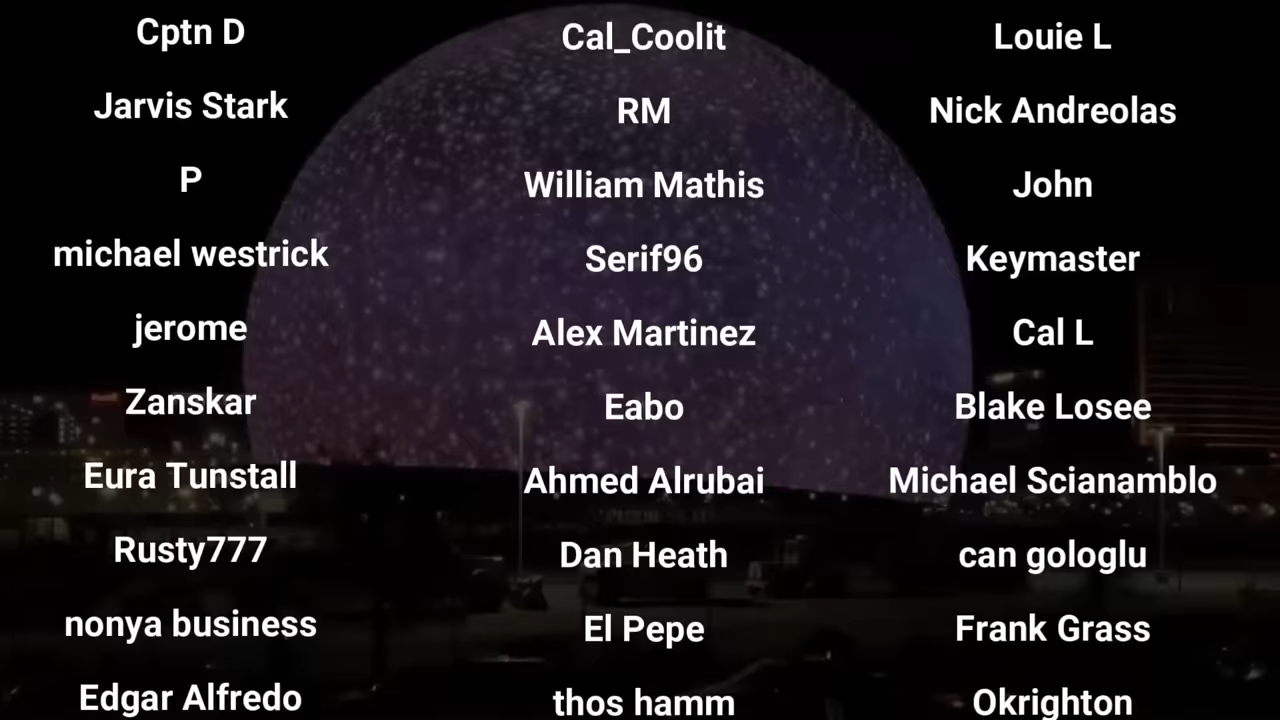 Cptn D
Jarvis Stark
P
michael westrick
jerome
Zanskar
Eura Tunstall
Rusty777
nonya business
Edgar Alfredo
Cal_Coolit
RM
William Mathis
Serif96
Alex Martinez
Eabo
Ahmed Alrubai
Dan Heath
El Pepe
thos hamm
Louie L
Nick Andreolas
John
Keymaster
Cal L
Blake Losee
Michael Scianamblo
can gologlu
Frank Grass
Okrighton